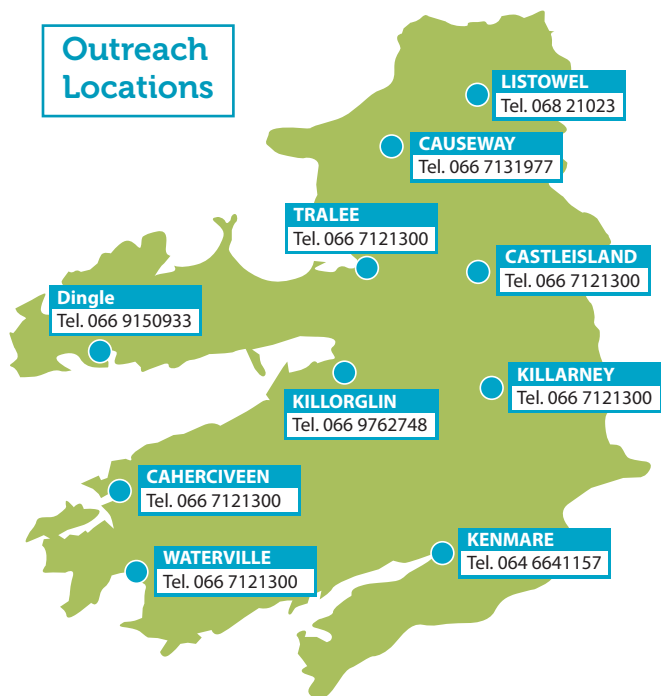 Outreach
Locations
LISTOWEL
Tel. 068 21023
CAUSEWAY
Tel. 066 7131977
TRALEE
Tel. 066 7121300
CASTLEISLAND
Tel. 066 7121300
Dingle
Tel. 066 9150933
KILLORGLIN
Tel. 066 9762748
KILLARNEY
Tel. 066 7121300
CAHERCIVEEN
Tel. 066 7121300
WATERVILLE
Tel. 066 7121300
KENMARE
Tel. 064 6641157